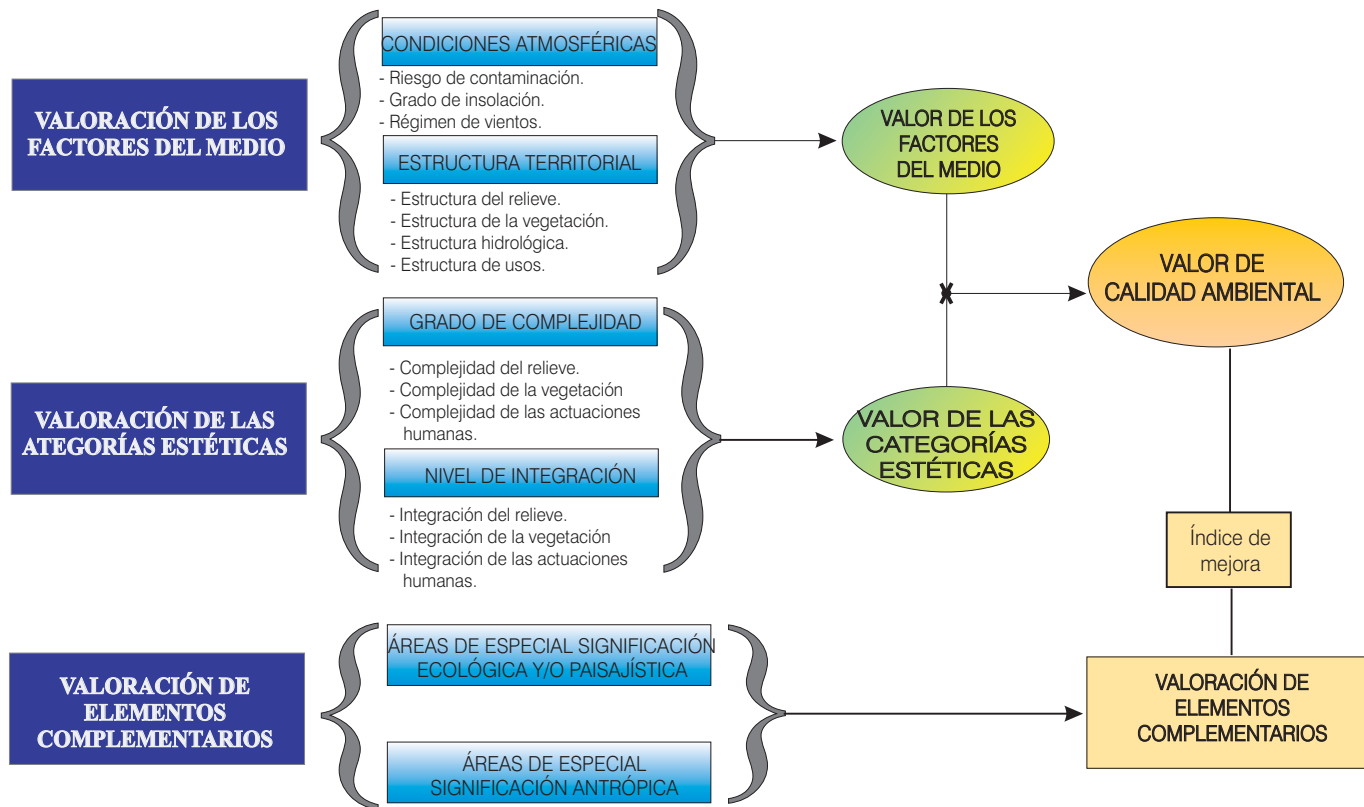 VALORACIÓN DE LOS
FACTORES DEL MEDIO
CONDICIONES ATMOSFÉRICAS
- Riesgo de contaminación.
- Grado de insolación.
- Régimen de vientos.
ESTRUCTURA TERRITORIAL
- Estructura del relieve.
- Estructura de la vegetación.
- Estructura hidrológica.
- Estructura de usos.
VALOR DE LOS
FACTORES
DEL MEDIO
VALOR DE
CALIDAD AMBIENTAL
VALORACIÓN DE LAS
ATEGORÍAS ESTÉTICAS
GRADO DE COMPLEJIDAD
- Complejidad del relieve.
- Complejidad de la vegetación
- Complejidad de las actuaciones
humanas.
NIVEL DE INTEGRACIÓN
- Integración del relieve.
- Integración de la vegetación
- Integración de las actuaciones
humanas.
VALOR DE LAS
CATEGORÍAS
ESTÉTICAS
Índice de
mejora
VALORACIÓN DE
ELEMENTOS
COMPLEMENTARIOS
ÁREAS DE ESPECIAL SIGNIFICACIÓN
ECOLÓGICA Y/O PAISAJÍSTICA
ÁREAS DE ESPECIAL
SIGNIFICACIÓN ANTRÓPICA
VALORACIÓN DE
ELEMENTOS
COMPLEMENTARIOS